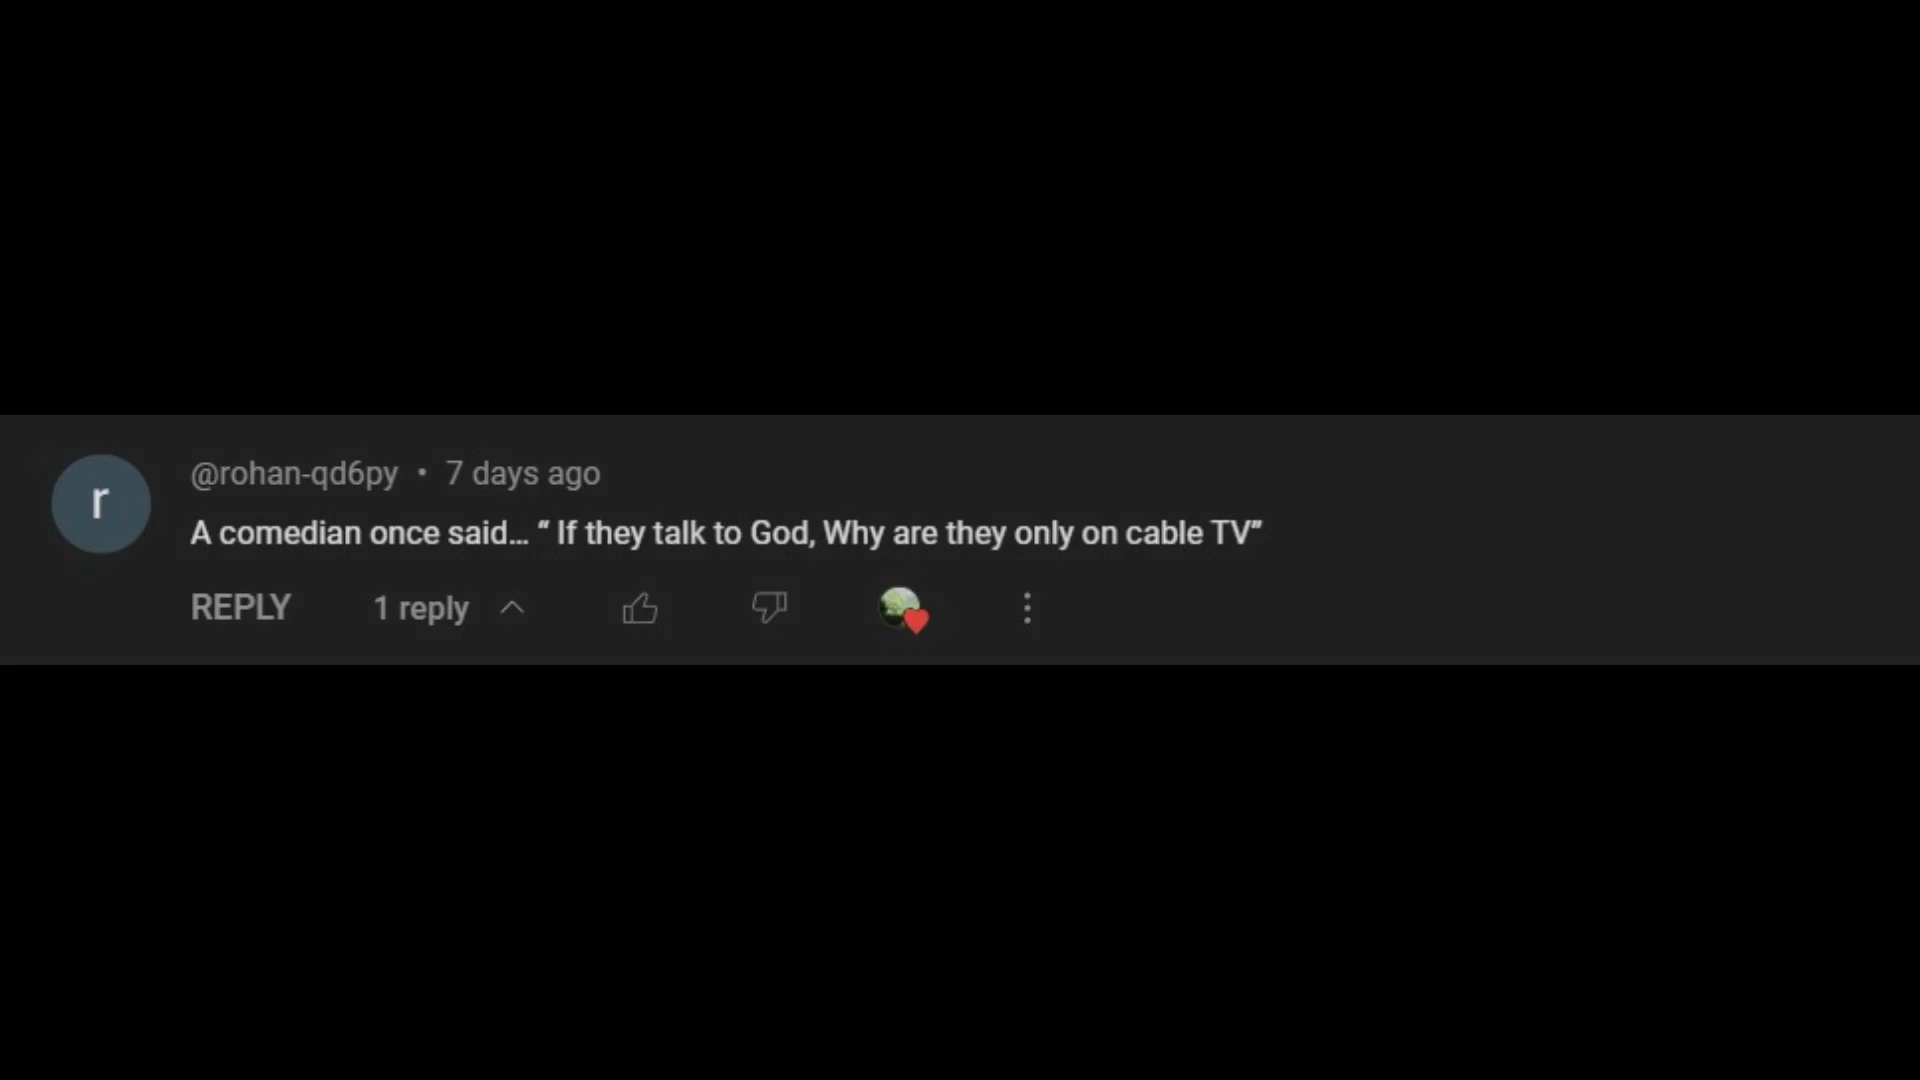 r
@rohan-qd6py • 7 days ago
A comedian once said... “ If they talk to God, Why are they only on cable TV”
REPLY 1 reply